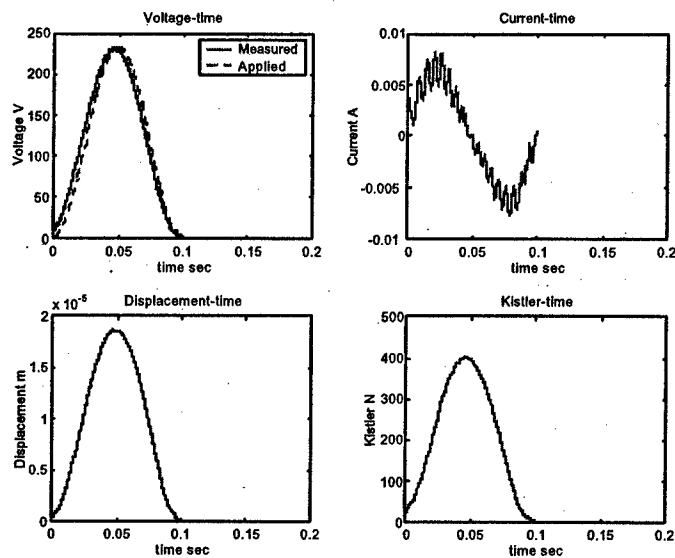 Voltage-time
250
200
150
100
50
0
Voltage V
Measured
Applied
0
0.05
0.1
0.15
0.2
time sec
Current-time
0.01
0.005
0
-0.005
-0.01
Current A
0
0.05
0.1
0.15
0.2
time sec
Displacement-time
x 10⁻⁵
2
1.5
1
0.5
0
Displacement m
0
0.05
0.1
0.15
0.2
time sec
Kistler-time
500
400
300
200
100
0
Kistler N
0
0.05
0.1
0.15
0.2
time sec